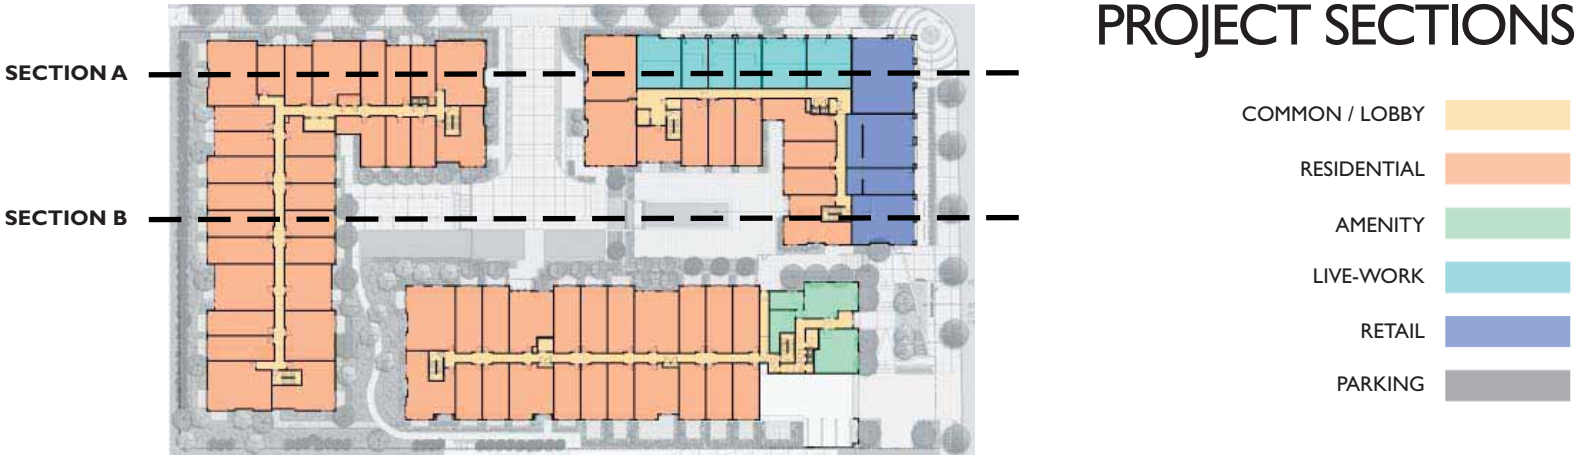 PROJECT SECTIONS
SECTION A
SECTION B
COMMON / LOBBY
RESIDENTIAL
AMENITY
LIVE-WORK
RETAIL
PARKING